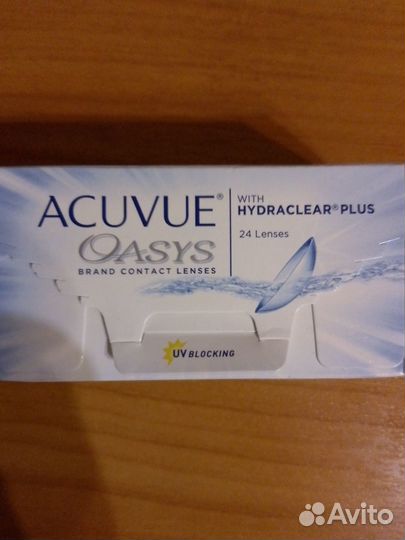 ACUVUE®
OASYS
BRAND CONTACT LENSES
WITH
HYDRACLEAR® PLUS
24 Lenses
UV BLOCKING
Avito